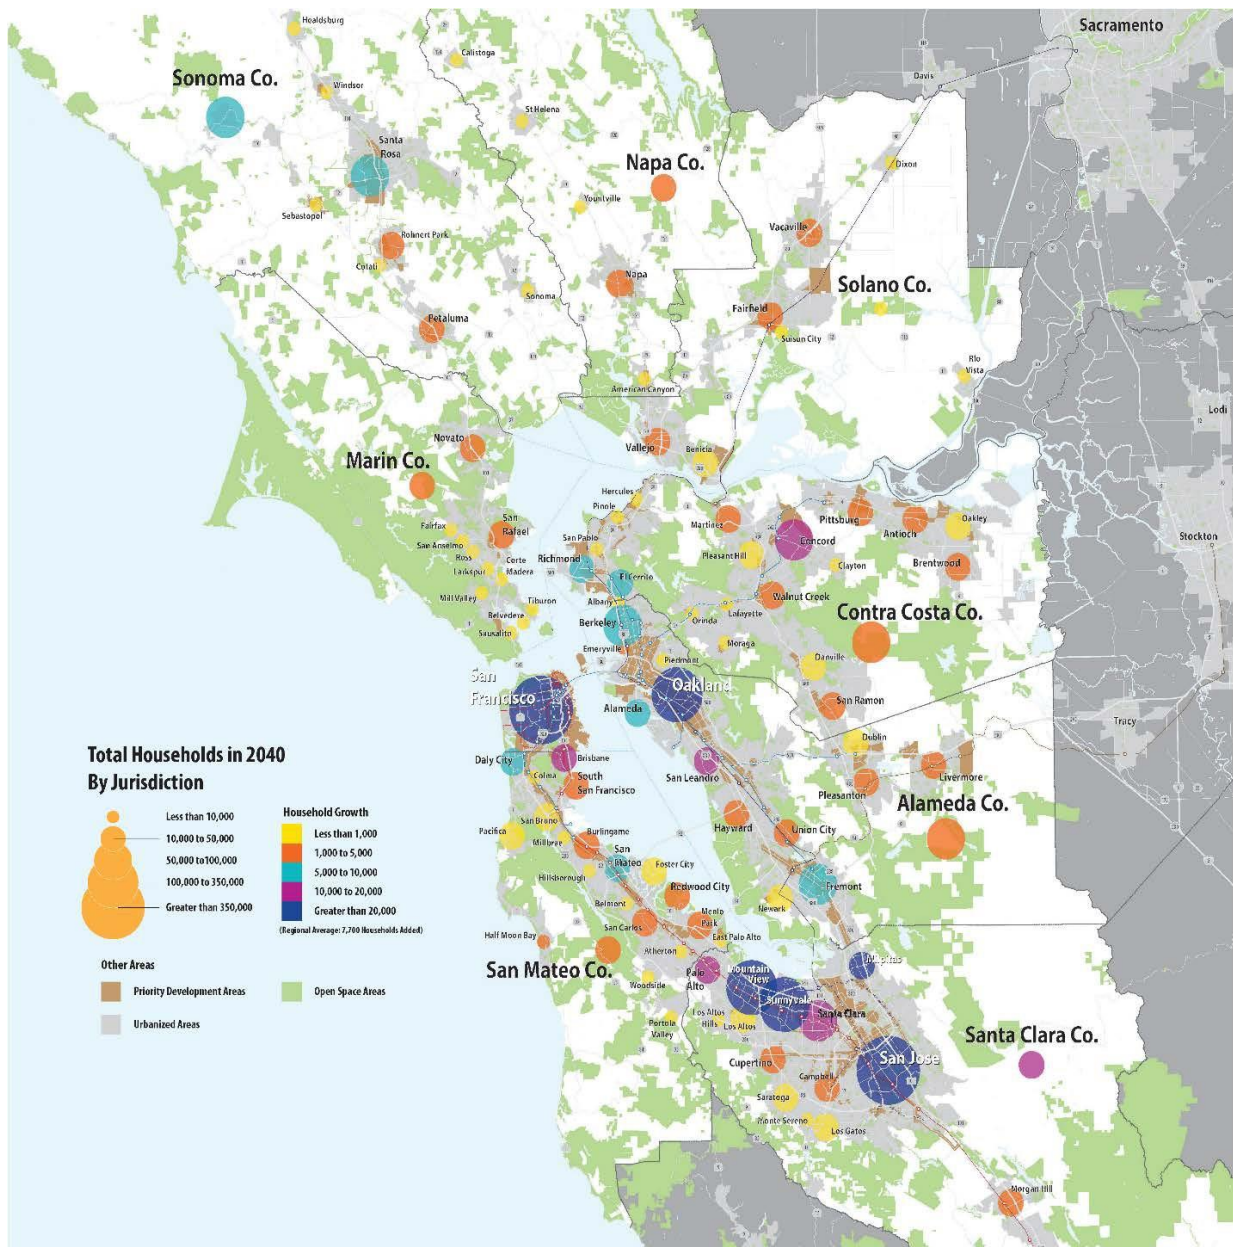 Sacramento
Healdsburg
Calistoga
Davis
Sonoma Co.
Windsor
St Helena
Santa
Rosa
Napa Co.
Dixon
Yountville
Sebastopol
Vacaville
Rohnert Park
Cotati
Napa
Solano Co.
Sonoma
Fairfield
Petaluma
Suisun City
Rio
Vista
American Canyon
Lodi
Novato
Vallejo
Benicia
Marin Co.
Hercules
Pinole
Fairfax
San
Rafael
Martinez
Pittsburg
Antioch
Oakley
San Anselmo
San Pablo
Concord
Stockton
Ross
Corte
Madera
Richmond
Pleasant Hill
Clayton
Brentwood
Larkspur
El Cerrito
Mill Valley
Tiburon
Albany
Walnut Creek
Belvedere
Berkeley
Orinda
Lafayette
Contra Costa Co.
Sausalito
Emeryville
Moraga
Piedmont
Danville
San
Francisco
Oakland
San Ramon
Alameda
Tracy
Dublin
Daly City
Brisbane
San Leandro
Livermore
Colma
South
San Francisco
Pleasanton
Alameda Co.
San Bruno
Pacifica
Burlingame
Hayward
Union City
Millbrae
San
Mateo
Foster City
Hillsborough
Redwood City
Fremont
Belmont
Newark
San Carlos
Menlo
Park
Half Moon Bay
East Palo Alto
Atherton
San Mateo Co.
Palo
Alto
Mountain
View
Milpitas
Woodside
Sunnyvale
Los Altos
Hills
Los Altos
Santa Clara
Portola
Valley
Santa Clara Co.
Cupertino
San Jose
Campbell
Saratoga
Monte Sereno
Los Gatos
Morgan Hill
Total Households in 2040
By Jurisdiction
Less than 10,000
10,000 to 50,000
50,000 to100,000
100,000 to 350,000
Greater than 350,000
Household Growth
Less than 1,000
1,000 to 5,000
5,000 to 10,000
10,000 to 20,000
Greater than 20,000
(Regional Average: 7,700 Households Added)
Other Areas
Priority Development Areas
Open Space Areas
Urbanized Areas